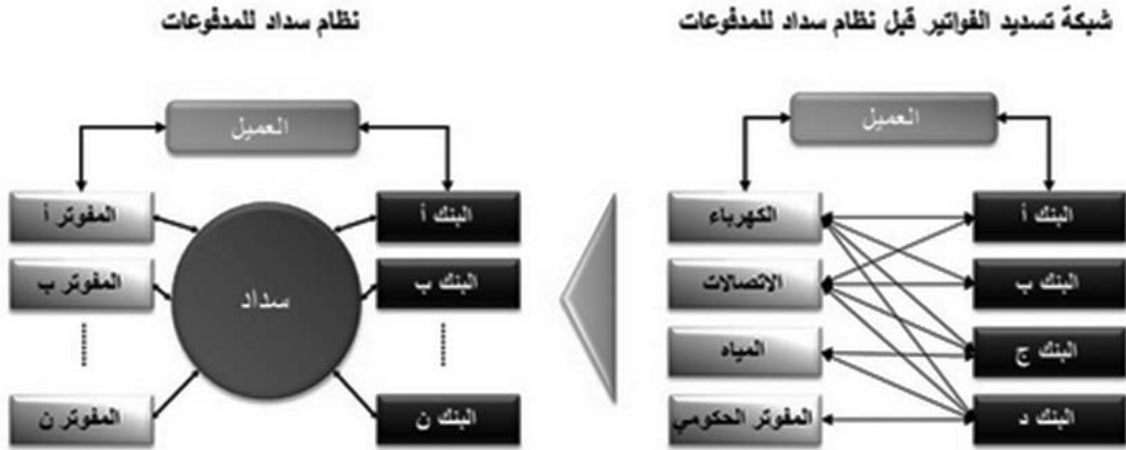 شبكة تسديد الفواتير قبل نظام سداد للمدفوعات
العميل
البنك أ
البنك ب
البنك ج
البنك د
الكهرباء
الاتصالات
المياه
المفوتر الحكومي
نظام سداد للمدفوعات
العميل
البنك أ
البنك ب
البنك ن
سداد
المفوتر أ
المفوتر ب
المفوتر ن